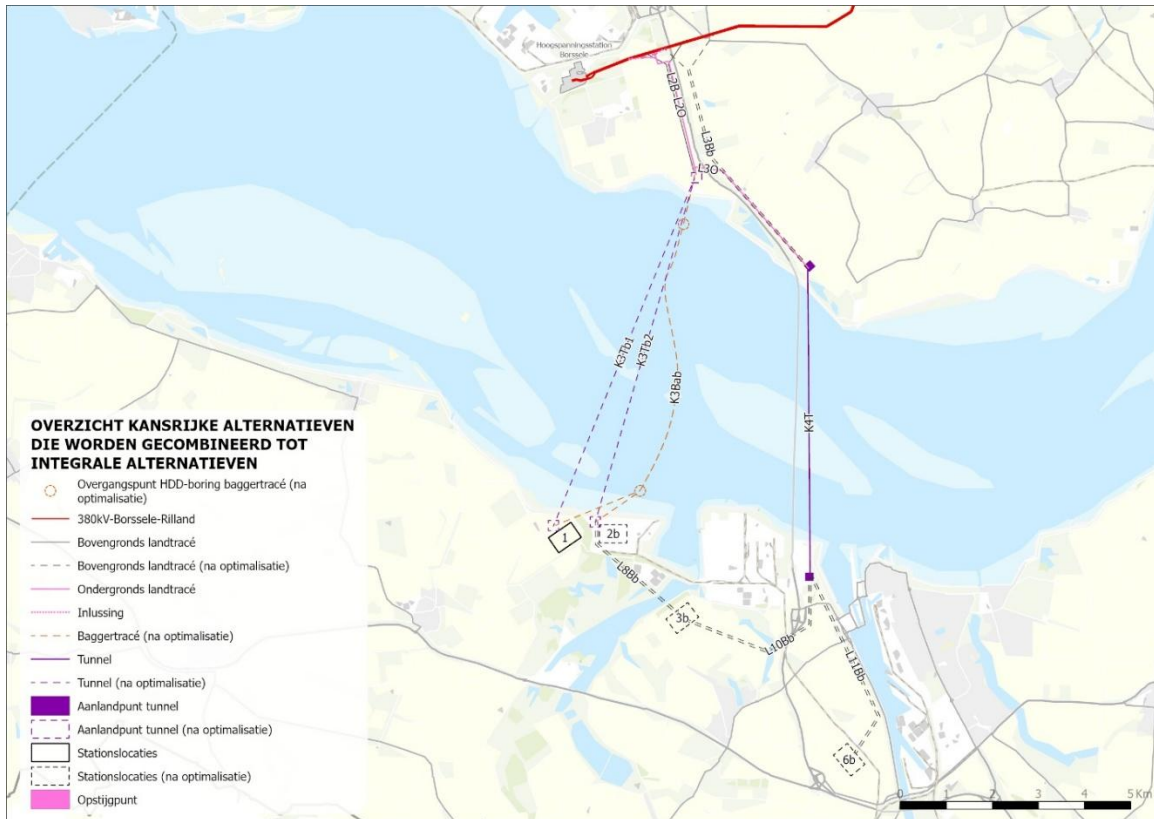 Hoogspanningsstation
Borssele
L2B-L2O
L3Bb
L3O
K3Tb1
K3Tb2
K3Bab
K4T
1
2b
L8Bb
3b
L10Bb
L11Bb
6b
OVERZICHT KANSRIJKE ALTERNATIEVEN
DIE WORDEN GECOMBINEERD TOT
INTEGRALE ALTERNATIEVEN
Overgangspunt HDD-boring baggertracé (na
optimalisatie)
380kV-Borssele-Rilland
Bovengronds landtracé
Bovengronds landtracé (na optimalisatie)
Ondergronds landtracé
Inlussing
Baggertracé (na optimalisatie)
Tunnel
Tunnel (na optimalisatie)
Aanlandpunt tunnel
Aanlandpunt tunnel (na optimalisatie)
Stationslocaties
Stationslocaties (na optimalisatie)
Opstijgpunt
0 1 2 3 4 5 Km